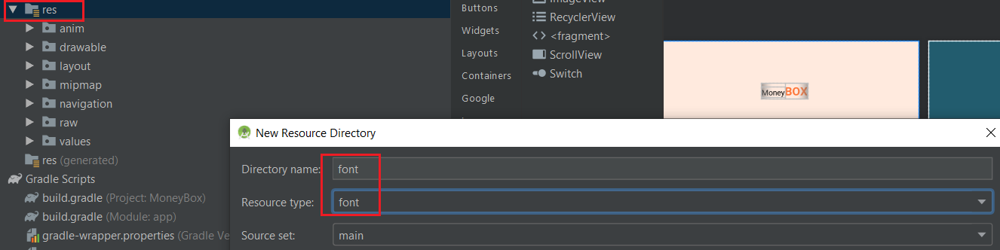 res
anim
drawable
layout
mipmap
navigation
raw
values
res (generated)
Gradle Scripts
build.gradle (Project: MoneyBox)
build.gradle (Module: app)
gradle-wrapper.properties (Gradle Ve
Buttons
Widgets
Layouts
Containers
Google
ImageView
RecyclerView
<fragment>
ScrollView
Switch
MoneyBOX
New Resource Directory
Directory name: font
Resource type: font
Source set: main